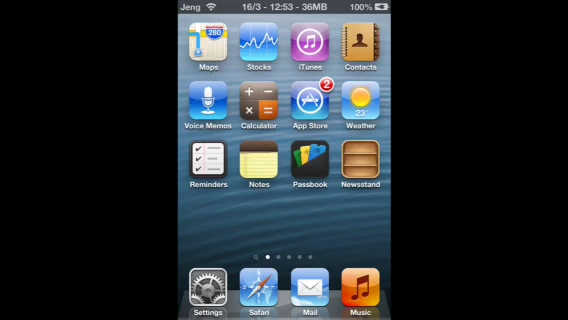 Jeng 16/3 - 12:53 - 36MB 100%
280
Maps Stocks iTunes Contacts
2
23°
Voice Memos Calculator App Store Weather
Reminders Notes Passbook Newsstand
Settings Safari Mail Music